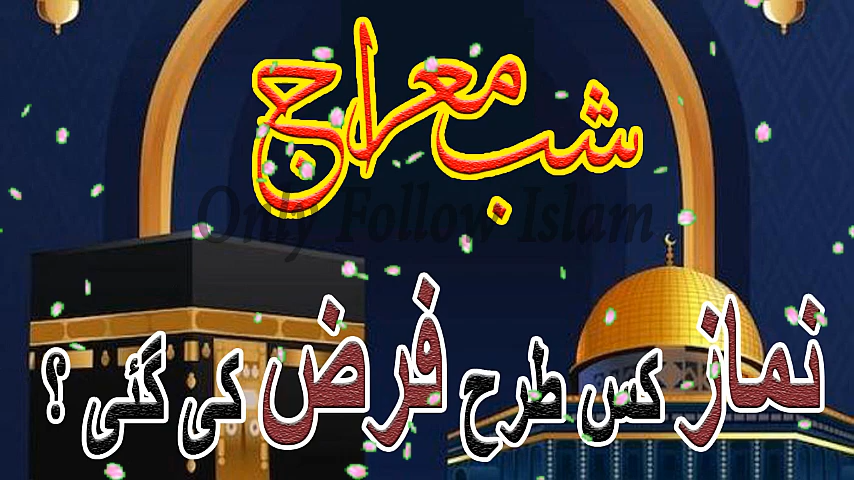 شب معراج
Only Follow Islam
نماز کس طرح فرض کی گئی ؟